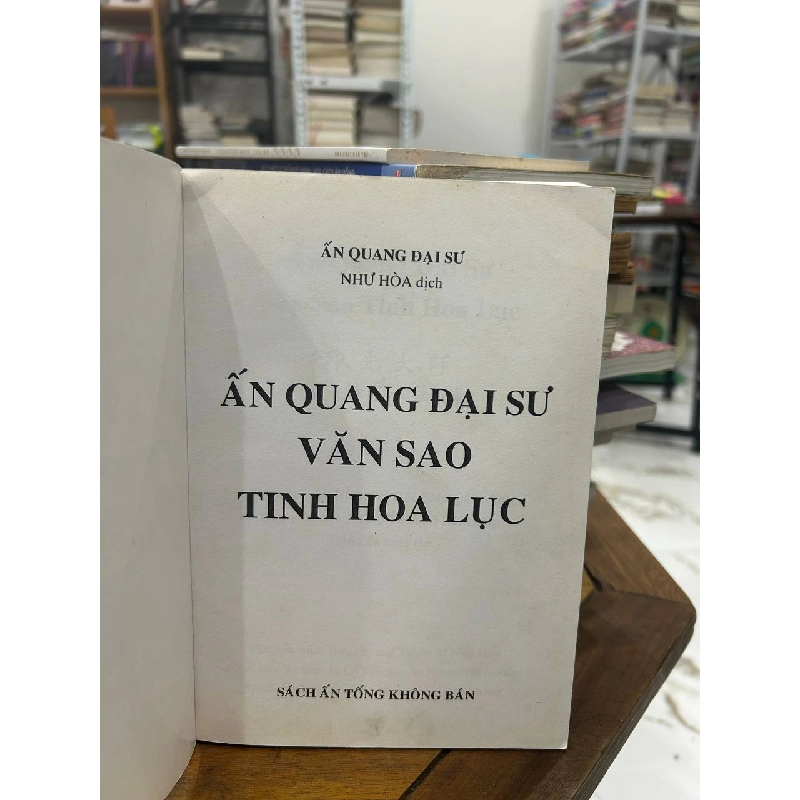 ẤN QUANG ĐẠI SƯ
NHƯ HÒA dịch
ẤN QUANG ĐẠI SƯ
VĂN SAO
TINH HOA LỤC
SÁCH ẤN TỐNG KHÔNG BÁN